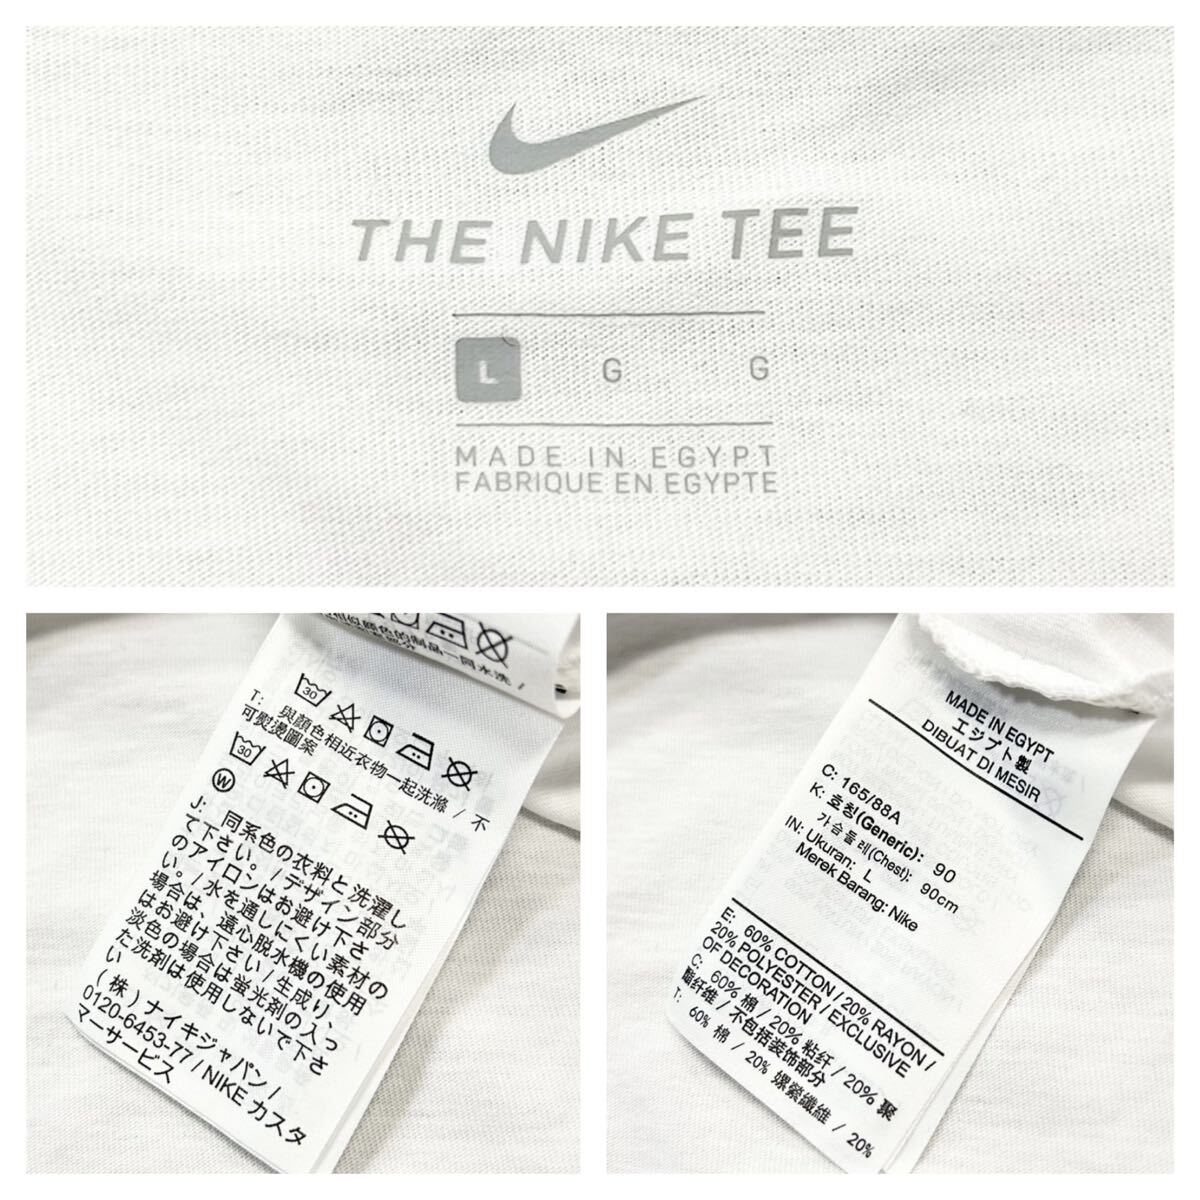 THE NIKE TEE
L G G
MADE IN EGYPT
FABRIQUE EN EGYPTE
30
T: 與顏色相近衣物一起洗滌 / 不
可熨燙圖案
30
W
J: 同系色の衣料と洗濯し
て下さい。/ デザイン部分
のアイロンはお避け下さ
い。/ 水を通しにくい素材の
場合は、遠心脱水機の使用
はお避け下さい / 生成り、
淡色の場合は蛍光剤の入っ
た洗剤は使用しないで下さ
い
(株) ナイキジャパン /
0120-6453-77 / NIKE カスタ
マーサービス
MADE IN EGYPT
エジプト製
DIBUAT DI MESIR
C: 165/88A
K: 호칭(Generic): 90
가슴둘레(Chest): 90cm
IN: Ukuran: L
Merek Barang: Nike
E: 60% COTTON / 20% RAYON /
20% POLYESTER / EXCLUSIVE
OF DECORATION
C: 60% 棉 / 20% 粘纤 / 20% 聚
酯纤维 / 不包括装饰部分
T: 60% 棉 / 20% 嫘縈纖維 / 20%